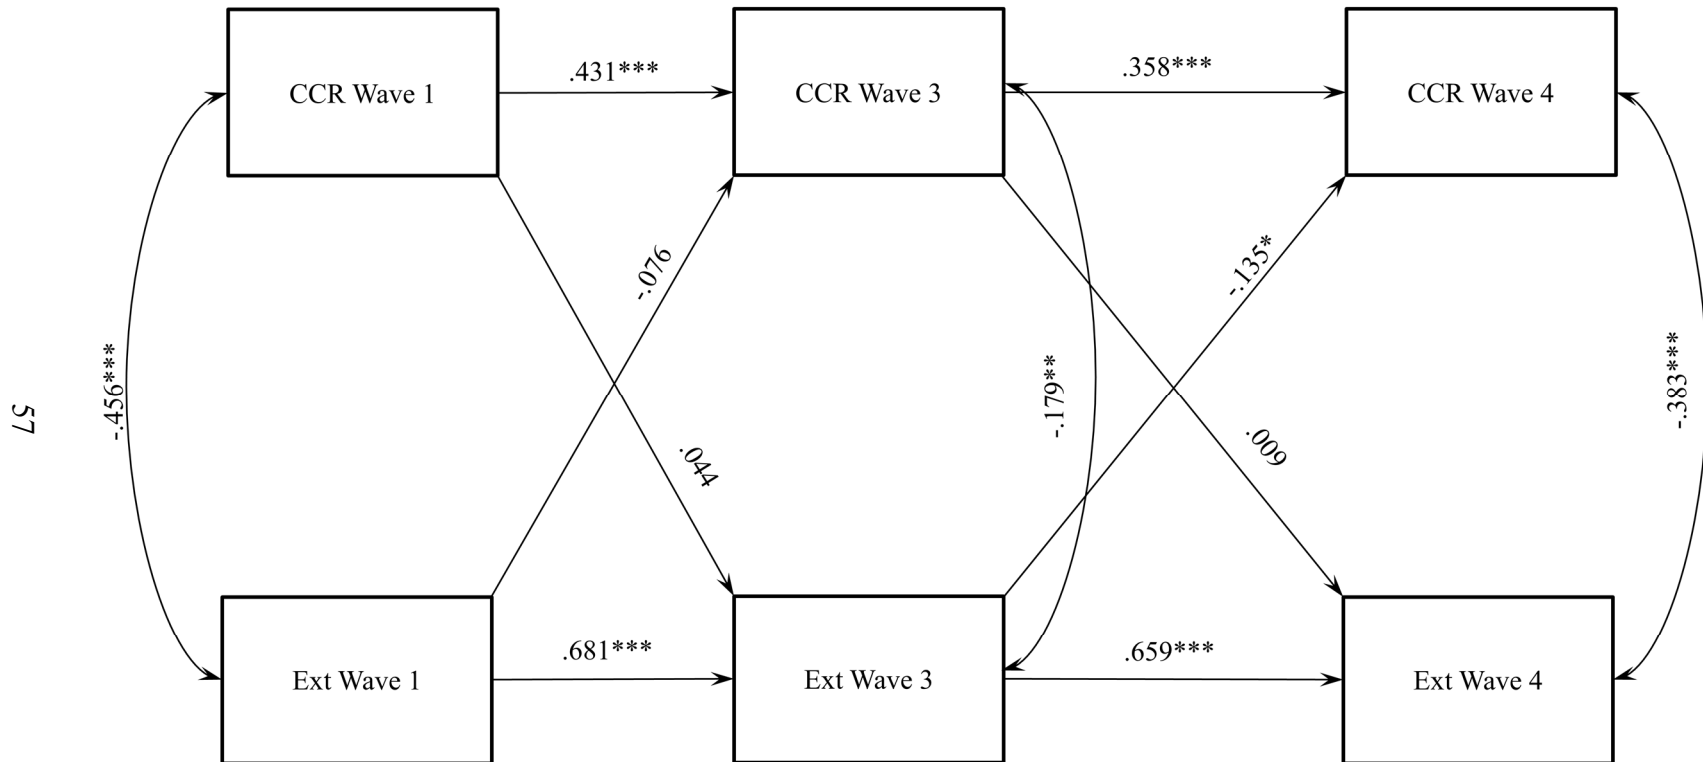 CCR Wave 1
.431***
CCR Wave 3
.358***
CCR Wave 4
-.076
-.135*
-.456***
-.179**
-.383***
.044
.009
57
Ext Wave 1
.681***
Ext Wave 3
.659***
Ext Wave 4